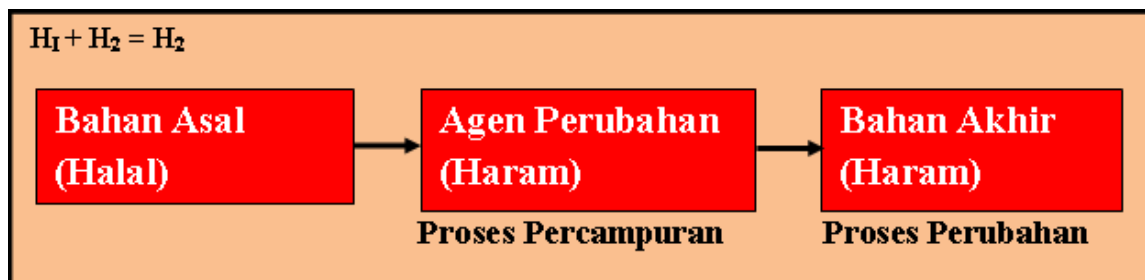 H₁ + H₂ = H₂
Bahan Asal
(Halal)
Agen Perubahan
(Haram)
Proses Percampuran
Bahan Akhir
(Haram)
Proses Perubahan